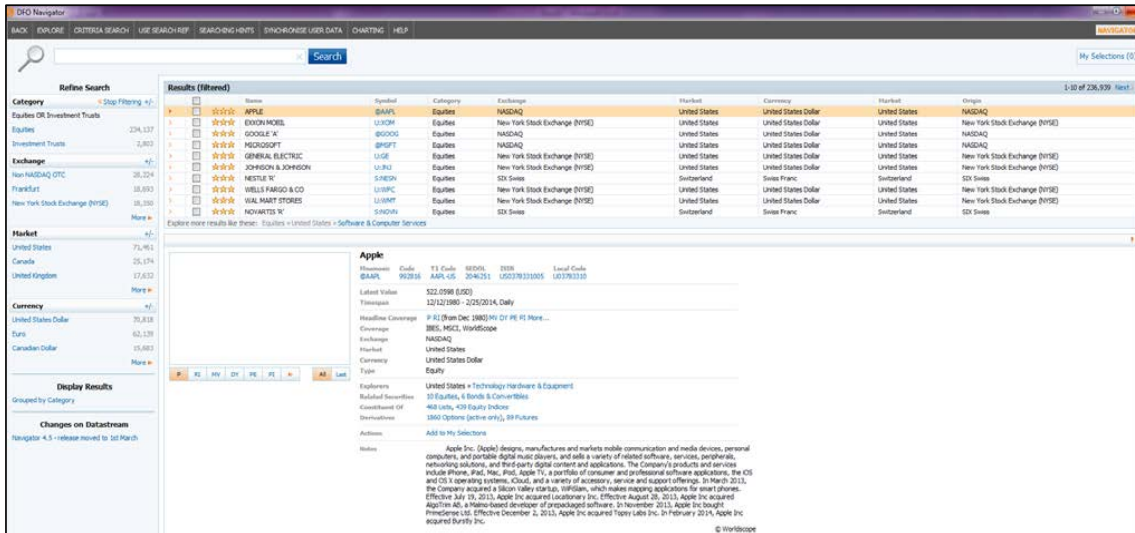 DFO Navigator
BACK EXPLORE CRITERIA SEARCH USE SEARCH REF SEARCHING HINTS SYNCHRONISE USER DATA CHARTING HELP NAVIGATOR
Search My Selections (0)
Refine Search
Category Stop Filtering +/-
Equities OR Investment Trusts
Equities 234,137
Investment Trusts 2,803
Exchange +/-
Non NASDAQ OTC 28,224
Frankfurt 18,893
New York Stock Exchange (NYSE) 18,350
More
Market +/-
United States 71,461
Canada 25,174
United Kingdom 17,632
More
Currency +/-
United States Dollar 70,818
Euro 62,139
Canadian Dollar 15,683
More
Display Results
Grouped by Category
Changes on Datastream
Navigator 4.5 - release moved to 1st March
Results (filtered) 1-10 of 236,939 Next
Name Symbol Category Exchange Market Currency Market Origin
APPLE @AAPL Equities NASDAQ United States United States Dollar United States NASDAQ
EXXON MOBIL U:XOM Equities New York Stock Exchange (NYSE) United States United States Dollar United States New York Stock Exchange (NYSE)
GOOGLE 'A' @GOOG Equities NASDAQ United States United States Dollar United States NASDAQ
MICROSOFT @MSFT Equities NASDAQ United States United States Dollar United States NASDAQ
GENERAL ELECTRIC U:GE Equities New York Stock Exchange (NYSE) United States United States Dollar United States New York Stock Exchange (NYSE)
JOHNSON & JOHNSON U:JNJ Equities New York Stock Exchange (NYSE) United States United States Dollar United States New York Stock Exchange (NYSE)
NESTLE 'R' S:NESN Equities SIX Swiss Switzerland Swiss Franc Switzerland SIX Swiss
WELLS FARGO & CO U:WFC Equities New York Stock Exchange (NYSE) United States United States Dollar United States New York Stock Exchange (NYSE)
WAL MART STORES U:WMT Equities New York Stock Exchange (NYSE) United States United States Dollar United States New York Stock Exchange (NYSE)
NOVARTIS 'R' S:NOVN Equities SIX Swiss Switzerland Swiss Franc Switzerland SIX Swiss
Explore more results like these: Equities » United States » Software & Computer Services
P RI MV DY PE PI All Last
Apple
Mnemonic Code T1 Code SEDOL ISIN Local Code
@AAPL 992816 AAPL-US 2046251 US0378331005 U03783310
Latest Value 522.0598 (USD)
Timespan 12/12/1980 - 2/25/2014, Daily
Headline Coverage P RI (from Dec 1980) MV DY PE PI More...
Coverage IBES, MSCI, WorldScope
Exchange NASDAQ
Market United States
Currency United States Dollar
Type Equity
Explorers United States » Technology Hardware & Equipment
Related Securities 10 Equities, 6 Bonds & Convertibles
Constituent Of 468 Lists, 439 Equity Indices
Derivatives 1860 Options (active only), 89 Futures
Actions Add to My Selections
Notes Apple Inc. (Apple) designs, manufactures and markets mobile communication and media devices, personal
computers, and portable digital music players, and sells a variety of related software, services, peripherals,
networking solutions, and third-party digital content and applications. The Company's products and services
include iPhone, iPad, Mac, iPod, Apple TV, a portfolio of consumer and professional software applications, the iOS
and OS X operating systems, iCloud, and a variety of accessory, service and support offerings. In March 2013,
the Company acquired a Silicon Valley startup, WiFiSlam, which makes mapping applications for smart phones.
Effective July 19, 2013, Apple Inc acquired Locationary Inc. Effective August 28, 2013, Apple Inc acquired
AlgoTrim AB, a Malmo-based developer of prepackaged software. In November 2013, Apple Inc bought
PrimeSense Ltd. Effective December 2, 2013, Apple Inc acquired Topsy Labs Inc. In February 2014, Apple Inc
acquired Burstly Inc.
© Worldscope